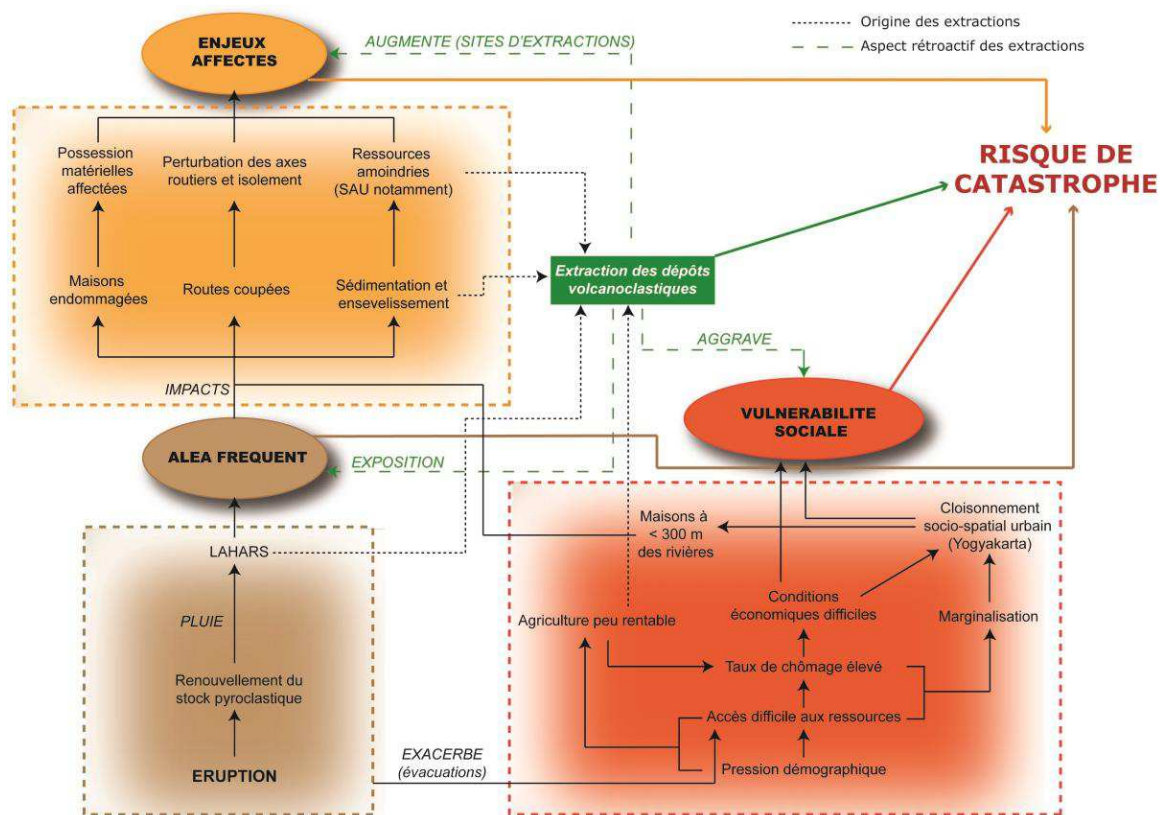 Origine des extractions
Aspect rétroactif des extractions
ENJEUX
AFFECTES
AUGMENTE (SITES D'EXTRACTIONS)
RISQUE DE
CATASTROPHE
Possession
matérielles
affectées
Perturbation des axes
routiers et isolement
Ressources
amoindries
(SAU notamment)
Maisons
endommagées
Routes coupées
Sédimentation et
ensevelissement
Extraction des dépôts
volcanoclastiques
IMPACTS
AGGRAVE
VULNERABILITE
SOCIALE
ALEA FREQUENT
EXPOSITION
LAHARS
PLUIE
Renouvellement du
stock pyroclastique
ERUPTION
EXACERBE
(évacuations)
Maisons à
< 300 m
des rivières
Cloisonnement
socio-spatial urbain
(Yogyakarta)
Agriculture peu rentable
Conditions
économiques difficiles
Marginalisation
Taux de chômage élevé
Accès difficile aux ressources
Pression démographique